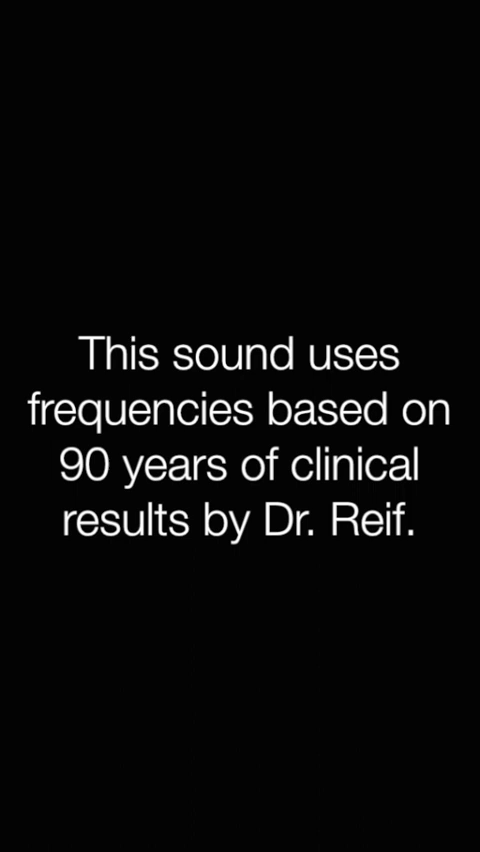 This sound uses
frequencies based on
90 years of clinical
results by Dr. Reif.